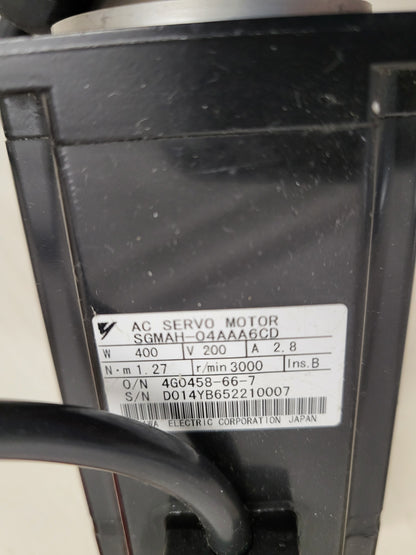 AC SERVO MOTOR
SGMAH-04AAA6CD
W 400 V 200 A 2.8
N·m 1.27 r/min 3000 Ins.B
O/N 4G0458-66-7
S/N D014YB652210007
ELECTRIC CORPORATION JAPAN